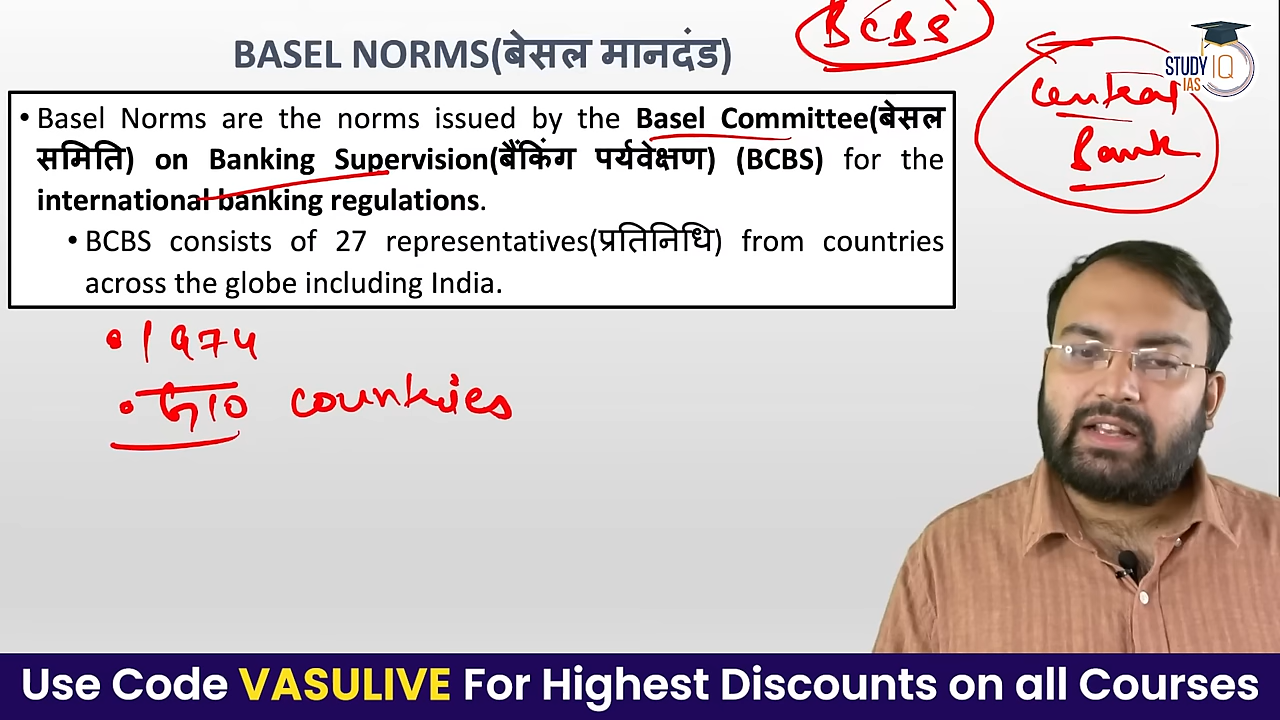 BCBS
BASEL NORMS(बेसल मानदंड)
STUDY IQ
IAS
Central
Bank
• Basel Norms are the norms issued by the Basel Committee(बेसल
समिति) on Banking Supervision(बैंकिंग पर्यवेक्षण) (BCBS) for the
international banking regulations.
• BCBS consists of 27 representatives(प्रतिनिधि) from countries
across the globe including India.
• 1974
• G10 countries
Use Code VASULIVE For Highest Discounts on all Courses